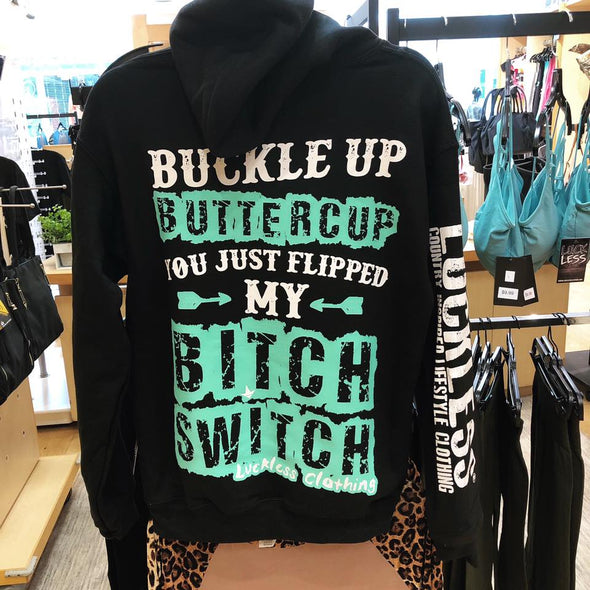 BUCKLE UP
BUTTERCUP
YOU JUST FLIPPED
MY
BITCH
SWITCH
Luckless Clothing
LUCKLESS
COUNTRY INSPIRED LIFESTYLE CLOTHING
LUCK
LESS